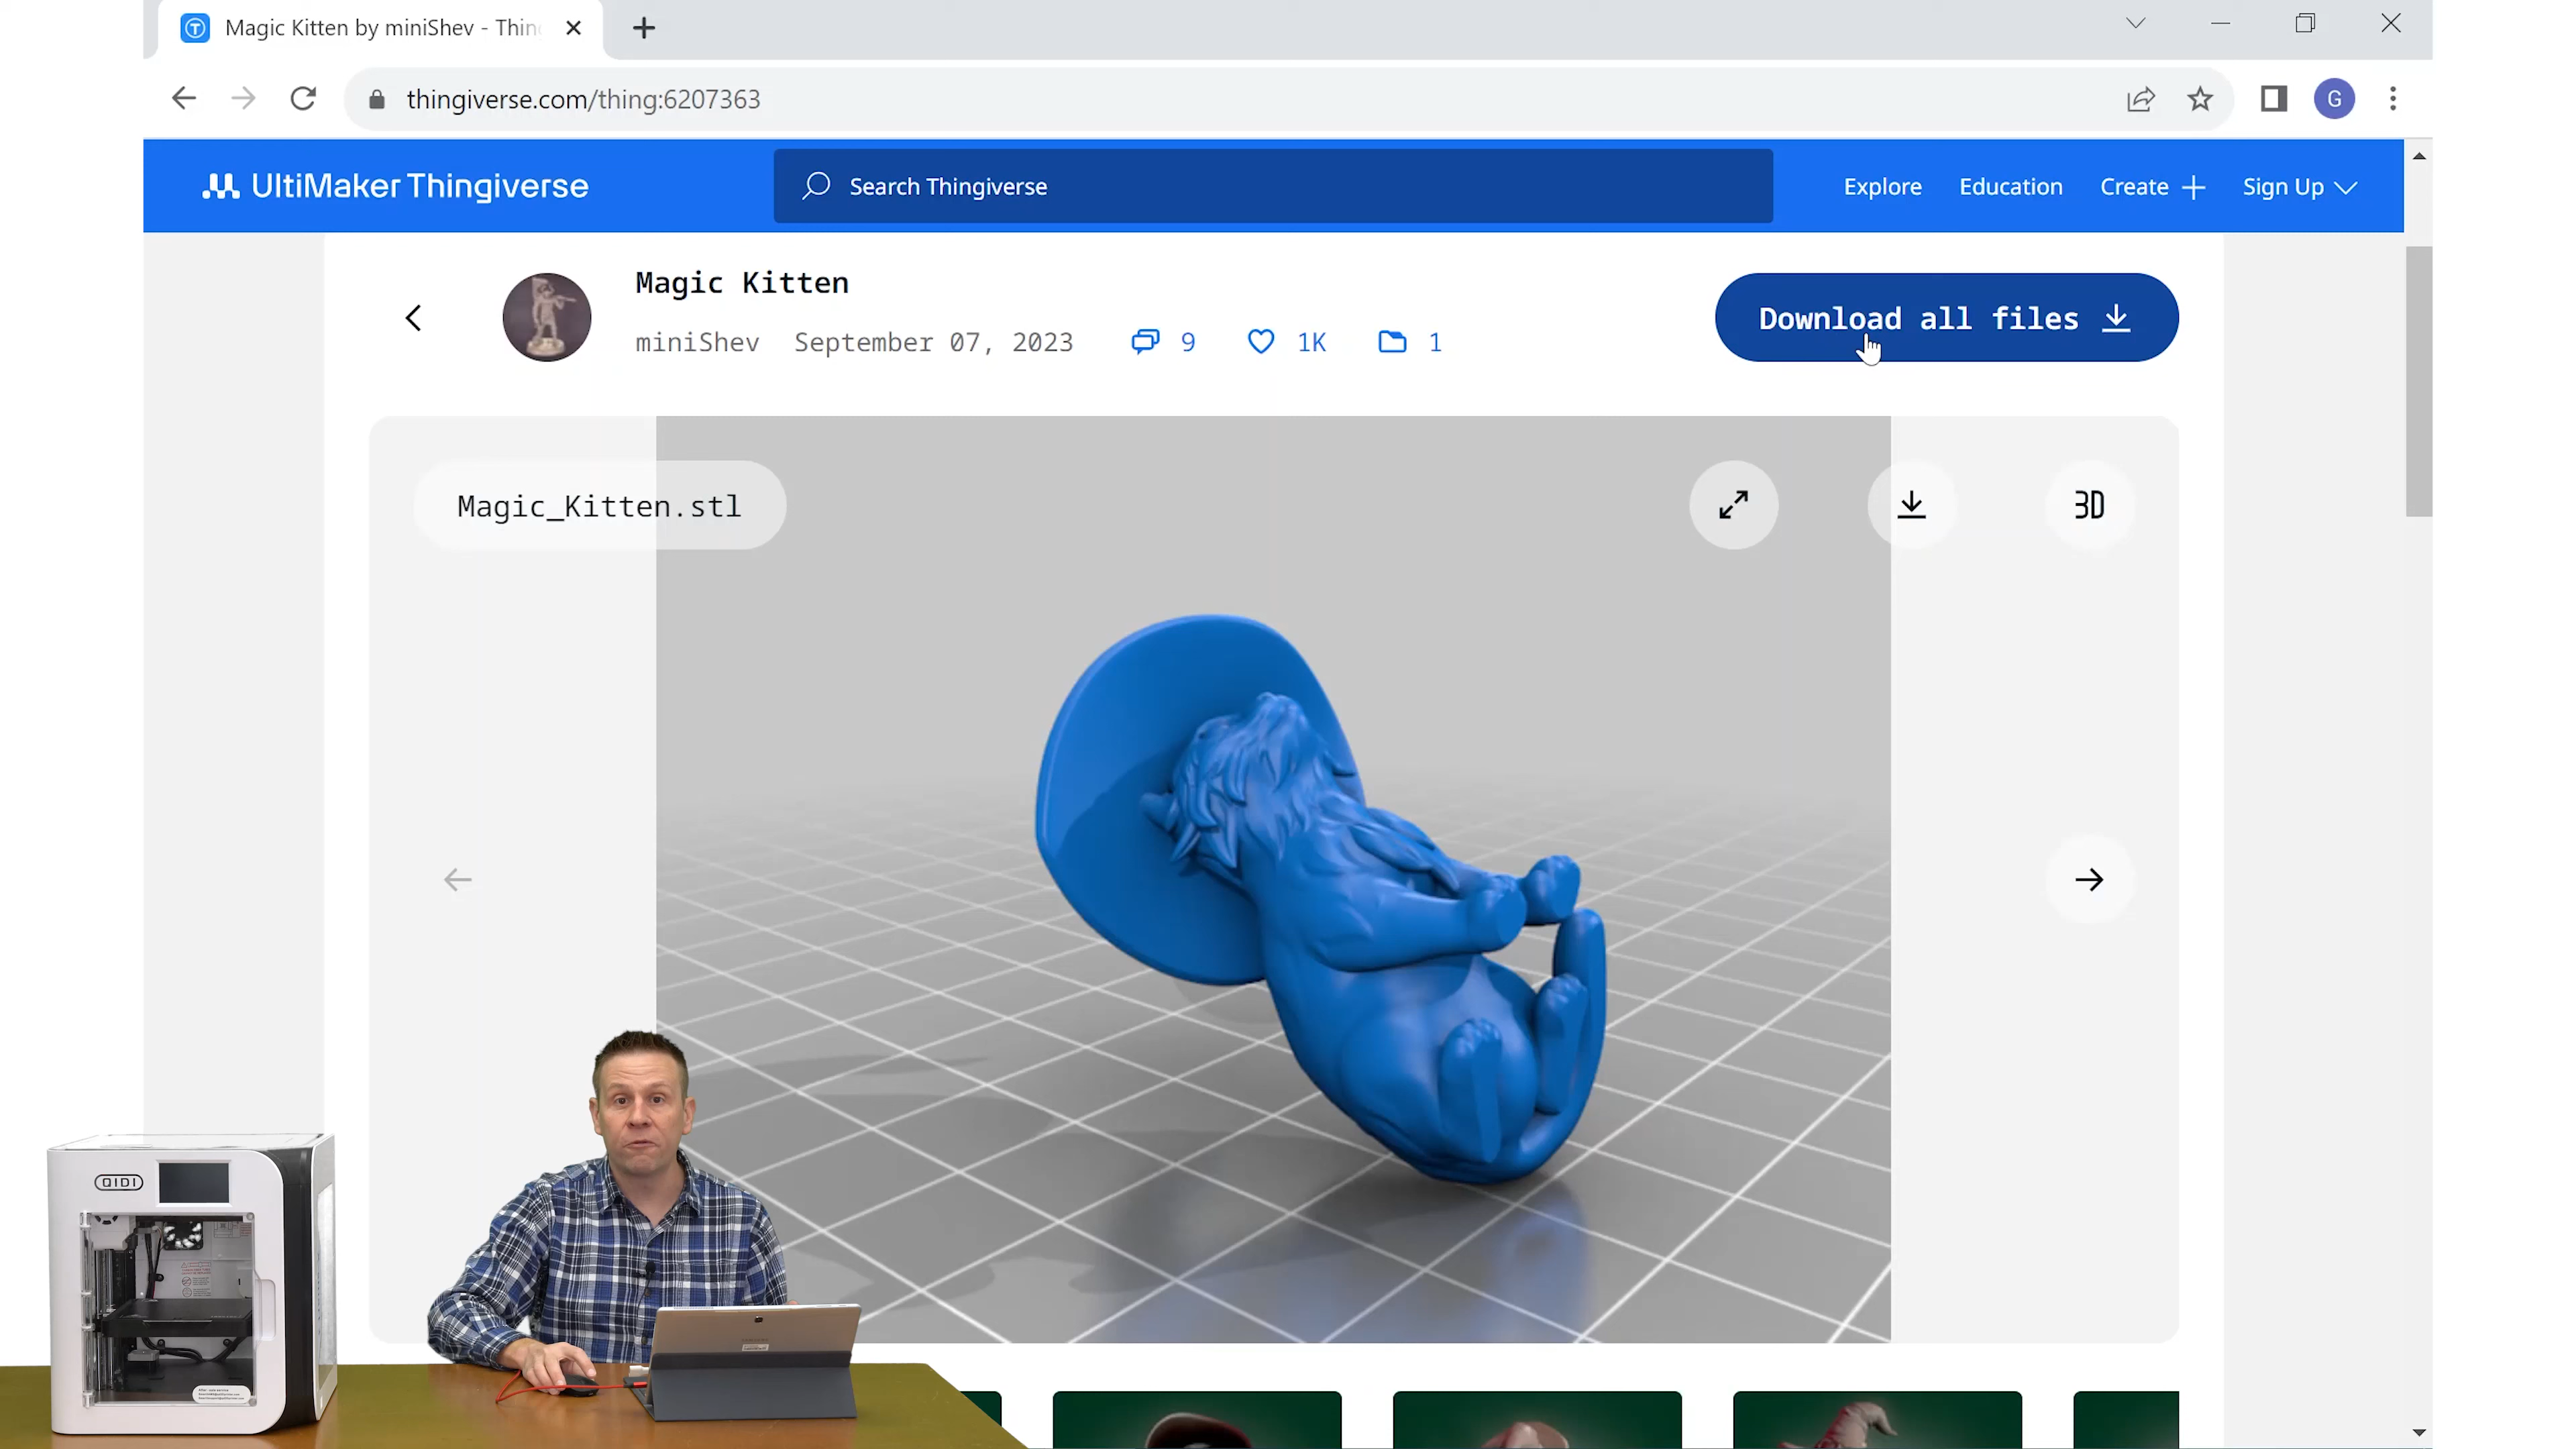 Magic Kitten by miniShev - Thin
thingiverse.com/thing:6207363
G
UltiMaker Thingiverse
Search Thingiverse
Explore Education Create Sign Up
Magic Kitten
Download all files
miniShev September 07, 2023 9 1K 1
Magic_Kitten.stl
3D
QIDI